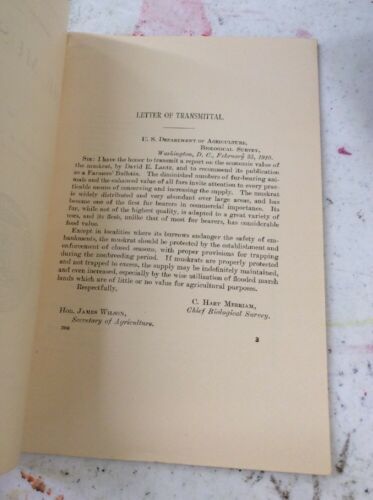 LETTER OF TRANSMITTAL.
U. S. DEPARTMENT OF AGRICULTURE,
BIOLOGICAL SURVEY,
Washington, D. C., February 25, 1910.
SIR: I have the honor to transmit a report on the economic value of
the muskrat, by David E. Lantz, and to recommend its publication
as a Farmers' Bulletin. The diminished numbers of fur-bearing ani-
mals and the enhanced value of all furs invite attention to every prac-
ticable means of conserving and increasing the supply. The muskrat
is widely distributed and very abundant over large areas, and has
become one of the first fur bearers in commercial importance. Its
fur, while not of the highest quality, is adapted to a great variety of
uses, and its flesh, unlike that of most fur bearers, has considerable
food value.
Except in localities where its burrows endanger the safety of em-
bankments, the muskrat should be protected by the establishment and
enforcement of closed seasons, with proper provisions for trapping
during the nonbreeding period. If muskrats are properly protected
and not trapped to excess, the supply may be indefinitely maintained,
and even increased, especially by the wise utilization of flooded marsh
lands which are of little or no value for agricultural purposes.
Respectfully,
C. HART MERRIAM,
Chief Biological Survey.
Hon. JAMES WILSON,
Secretary of Agriculture.
396
3